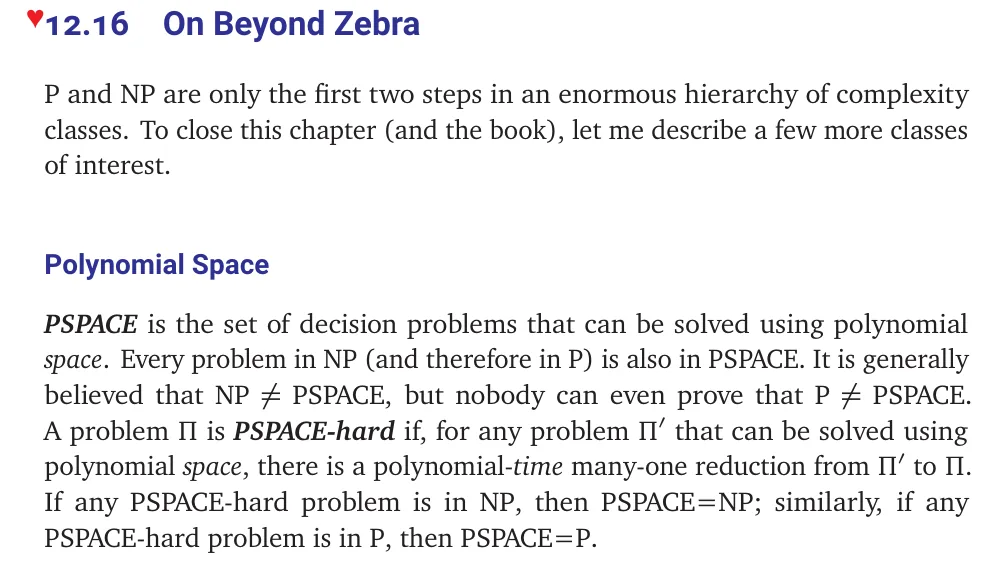 ♥12.16 On Beyond Zebra
P and NP are only the first two steps in an enormous hierarchy of complexity
classes. To close this chapter (and the book), let me describe a few more classes
of interest.
Polynomial Space
PSPACE is the set of decision problems that can be solved using polynomial
space. Every problem in NP (and therefore in P) is also in PSPACE. It is generally
believed that NP ≠ PSPACE, but nobody can even prove that P ≠ PSPACE.
A problem Π is PSPACE-hard if, for any problem Π′ that can be solved using
polynomial space, there is a polynomial-time many-one reduction from Π′ to Π.
If any PSPACE-hard problem is in NP, then PSPACE=NP; similarly, if any
PSPACE-hard problem is in P, then PSPACE=P.